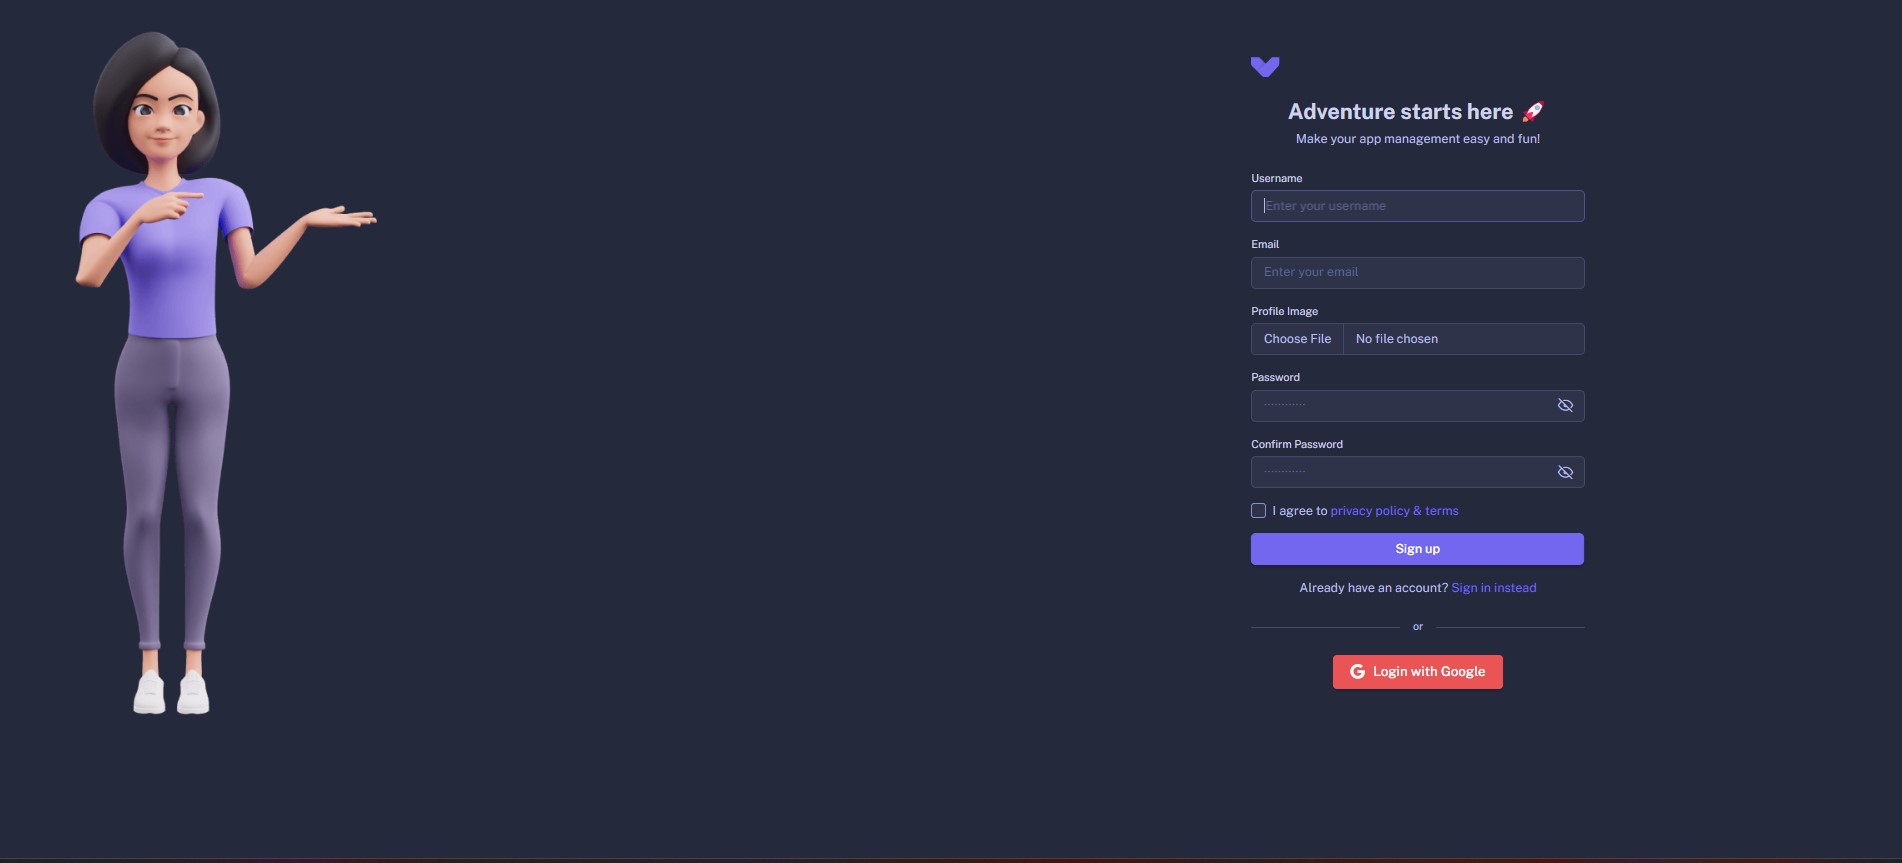 Adventure starts here 🚀
Make your app management easy and fun!
Username
Enter your username
Email
Enter your email
Profile Image
Choose File No file chosen
Password
············
Confirm Password
············
I agree to privacy policy & terms
Sign up
Already have an account? Sign in instead
or
G Login with Google